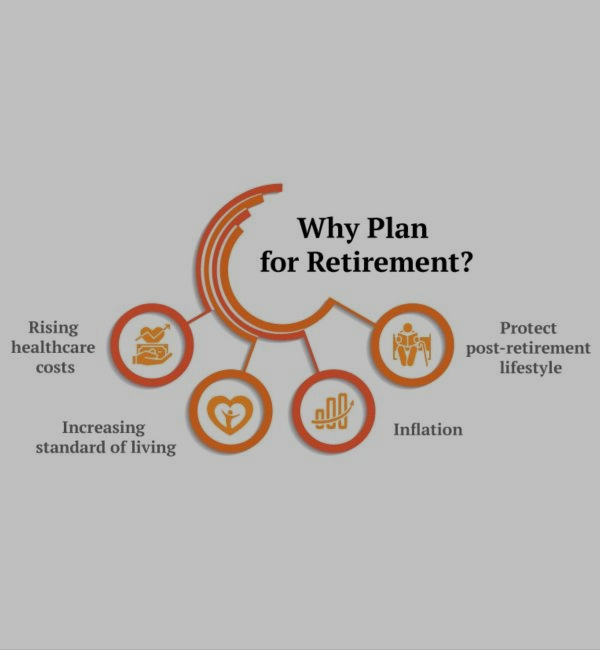 Why Plan
for Retirement?
Rising
healthcare
costs
Increasing
standard of living
Inflation
Protect
post-retirement
lifestyle